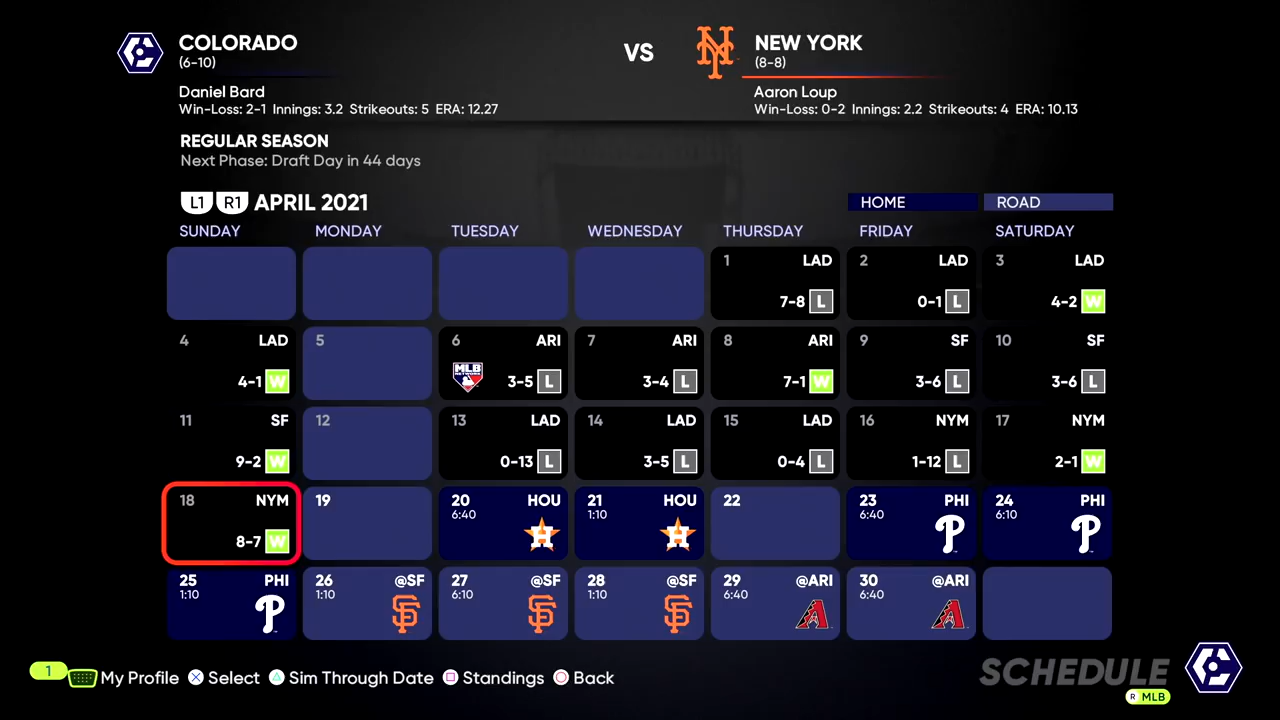 COLORADO
(6-10)
VS
NEW YORK
(8-8)
Daniel Bard
Win-Loss: 2-1 Innings: 3.2 Strikeouts: 5 ERA: 12.27
Aaron Loup
Win-Loss: 0-2 Innings: 2.2 Strikeouts: 4 ERA: 10.13
REGULAR SEASON
Next Phase: Draft Day in 44 days
L1 R1 APRIL 2021
HOME ROAD
SUNDAY MONDAY TUESDAY WEDNESDAY THURSDAY FRIDAY SATURDAY
1 LAD 2 LAD 3 LAD
7-8 L 0-1 L 4-2 W
4 LAD 5 6 ARI 7 ARI 8 ARI 9 SF 10 SF
4-1 W MLB NETWORK 3-5 L 3-4 L 7-1 W 3-6 L 3-6 L
11 SF 12 13 LAD 14 LAD 15 LAD 16 NYM 17 NYM
9-2 W 0-13 L 3-5 L 0-4 L 1-12 L 2-1 W
18 NYM 19 20 HOU 21 HOU 22 23 PHI 24 PHI
6:40 1:10 6:40 6:10
8-7 W H H P P
25 PHI 26 @SF 27 @SF 28 @SF 29 @ARI 30 @ARI
1:10 1:10 6:10 1:10 6:40 6:40
P SF SF SF A A
1 My Profile Select Sim Through Date Standings Back
SCHEDULE
R MLB